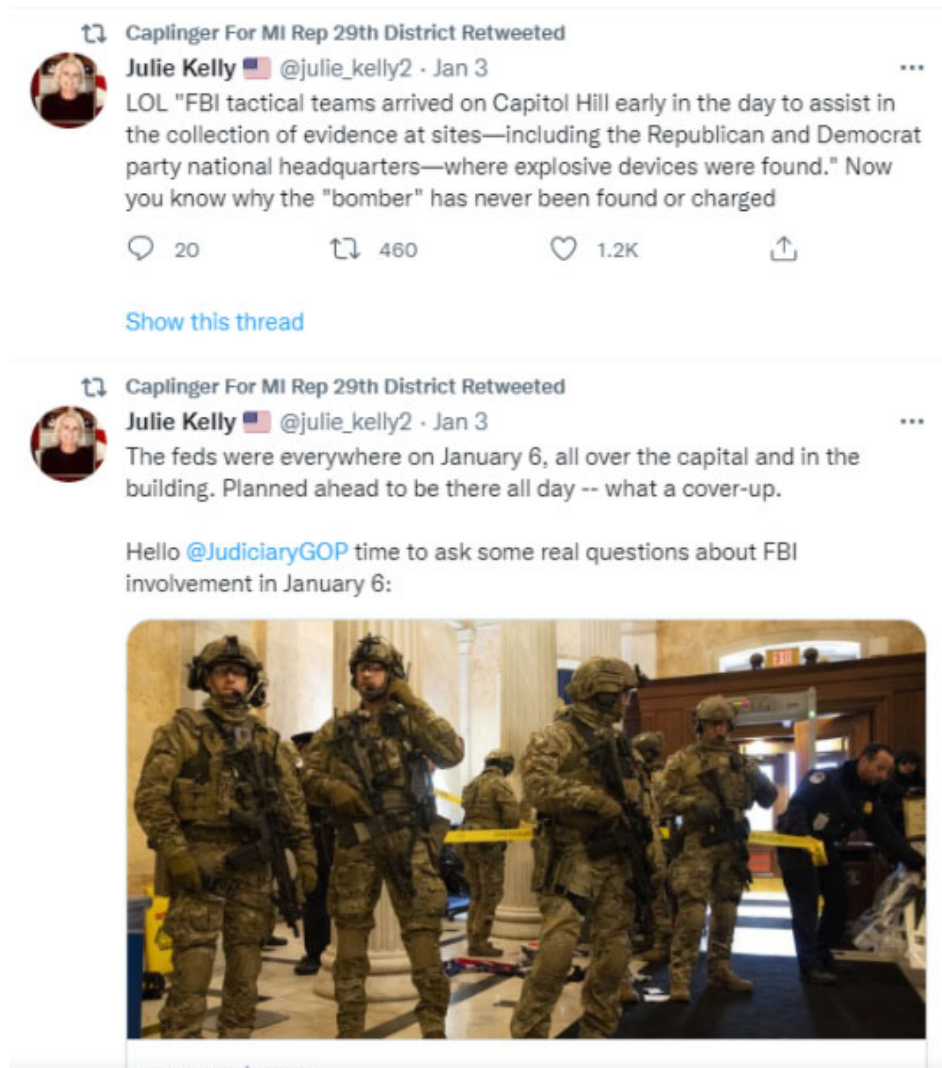 Caplinger For MI Rep 29th District Retweeted
Julie Kelly 🇺🇸 @julie_kelly2 · Jan 3
LOL "FBI tactical teams arrived on Capitol Hill early in the day to assist in
the collection of evidence at sites—including the Republican and Democrat
party national headquarters—where explosive devices were found." Now
you know why the "bomber" has never been found or charged
20 460 1.2K
Show this thread
Caplinger For MI Rep 29th District Retweeted
Julie Kelly 🇺🇸 @julie_kelly2 · Jan 3
The feds were everywhere on January 6, all over the capital and in the
building. Planned ahead to be there all day -- what a cover-up.
Hello @JudiciaryGOP time to ask some real questions about FBI
involvement in January 6:
EXIT